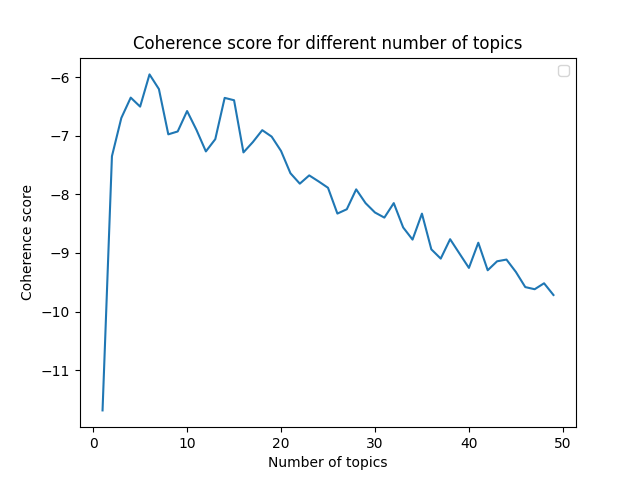 Coherence score for different number of topics
−6
−7
−8
−9
−10
−11
Coherence score
0 10 20 30 40 50
Number of topics